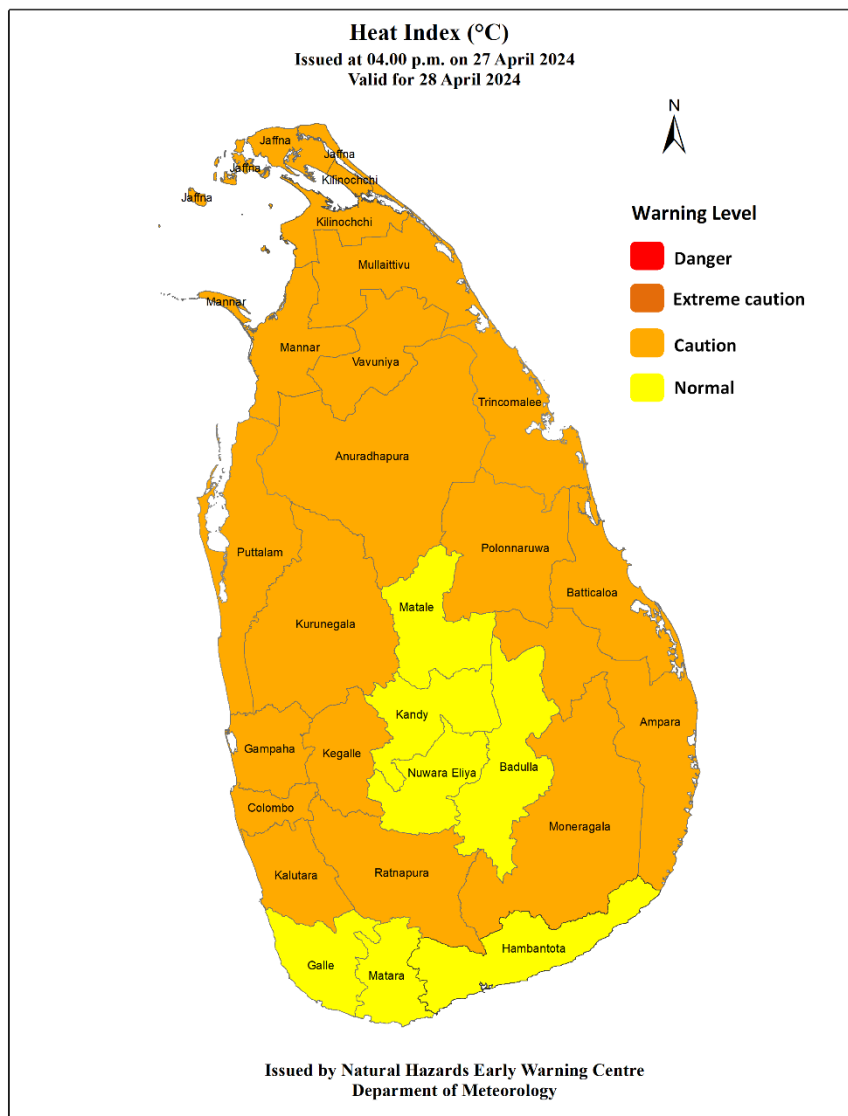 Heat Index (°C)
Issued at 04.00 p.m. on 27 April 2024
Valid for 28 April 2024
N
Warning Level
Danger
Extreme caution
Caution
Normal
Jaffna
Jaffna
Jaffna
Kilinochchi
Jaffna
Kilinochchi
Mullaittivu
Mannar
Mannar
Vavuniya
Trincomalee
Anuradhapura
Puttalam
Polonnaruwa
Batticaloa
Matale
Kurunegala
Kandy
Ampara
Gampaha
Kegalle
Nuwara Eliya
Badulla
Colombo
Moneragala
Kalutara
Ratnapura
Hambantota
Galle
Matara
Issued by Natural Hazards Early Warning Centre
Deparment of Meteorology